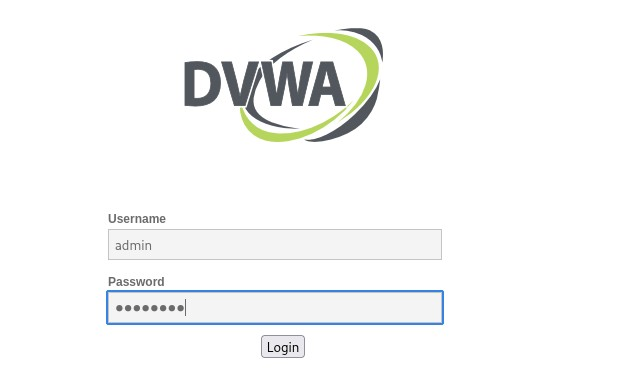 DVWA
Username
admin
Password
••••••••
Login